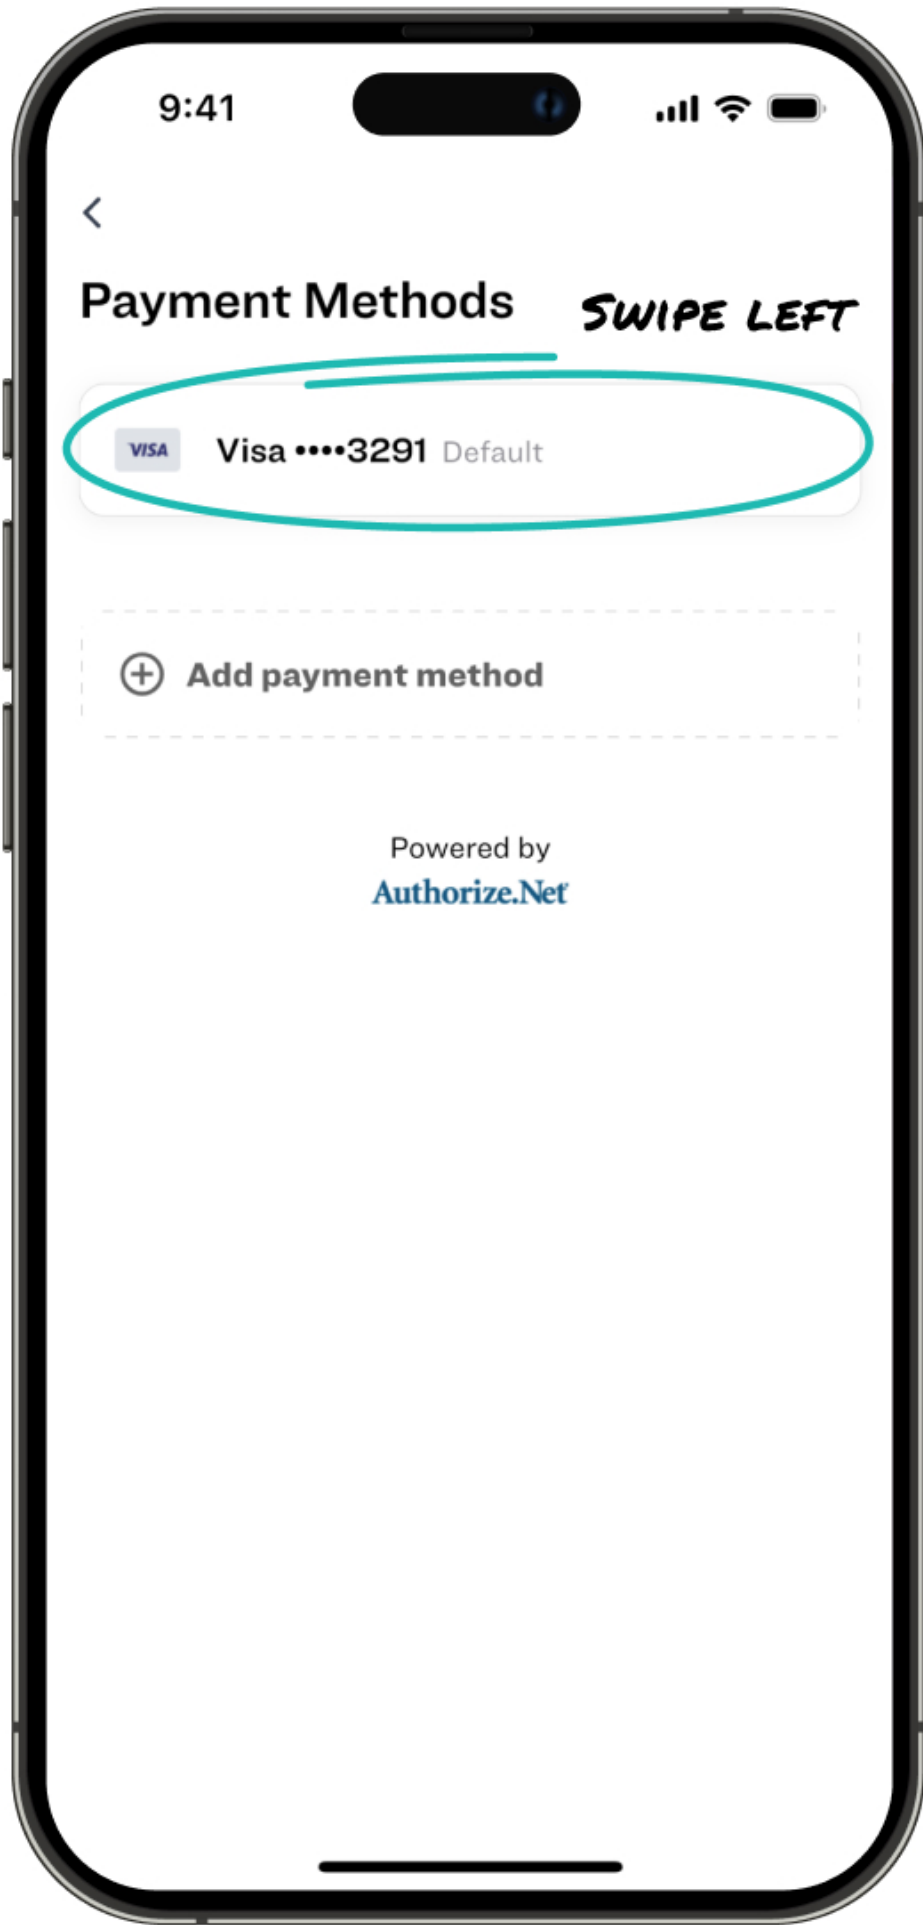 9:41
Payment Methods
SWIPE LEFT
VISA Visa ••••3291 Default
Add payment method
Powered by
Authorize.Net